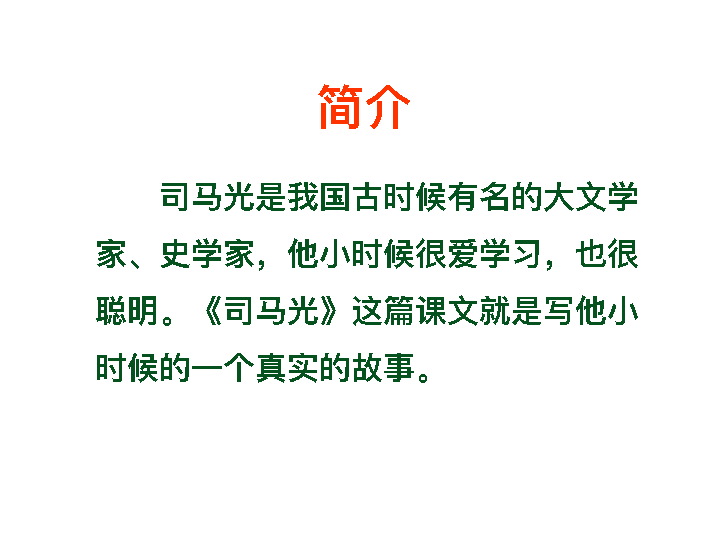 简介
司马光是我国古时候有名的大文学
家、史学家，他小时候很爱学习，也很
聪明。《司马光》这篇课文就是写他小
时候的一个真实的故事。